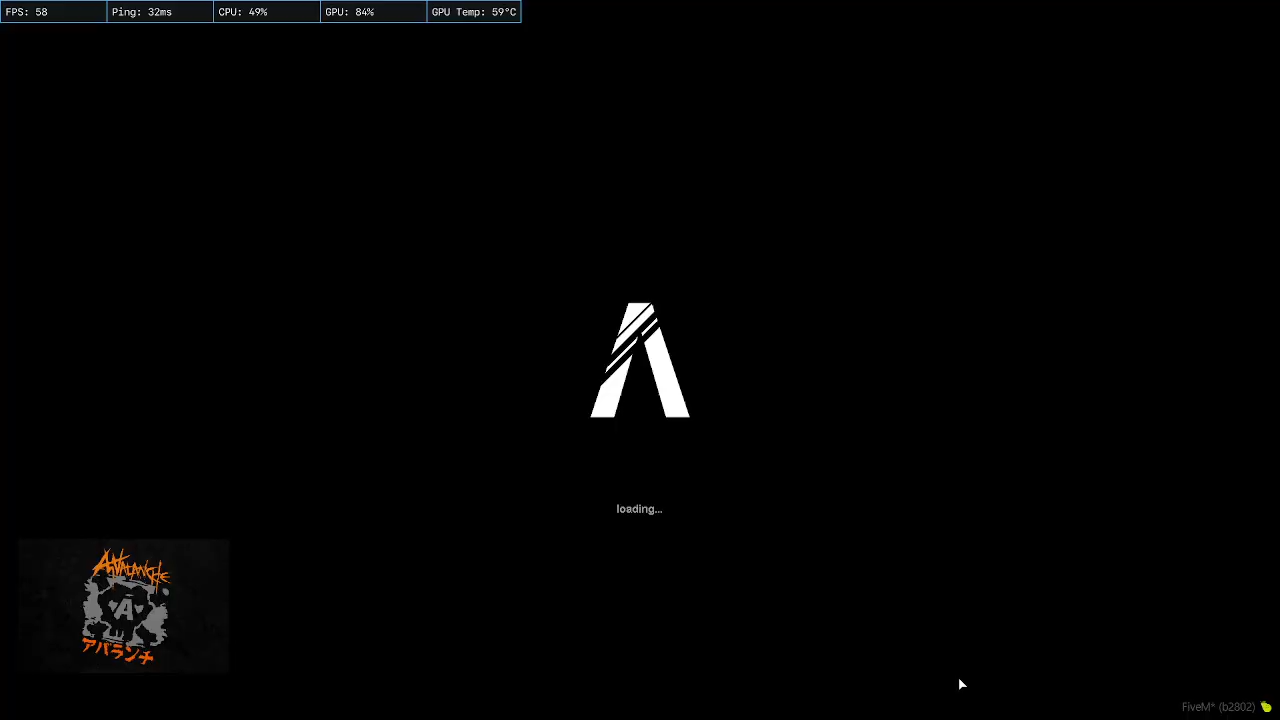 FPS: 58
Ping: 32ms
CPU: 49%
GPU: 84%
GPU Temp: 59°C
loading...
AVALANCHE
A
アバランチ
FiveM* (b2802)